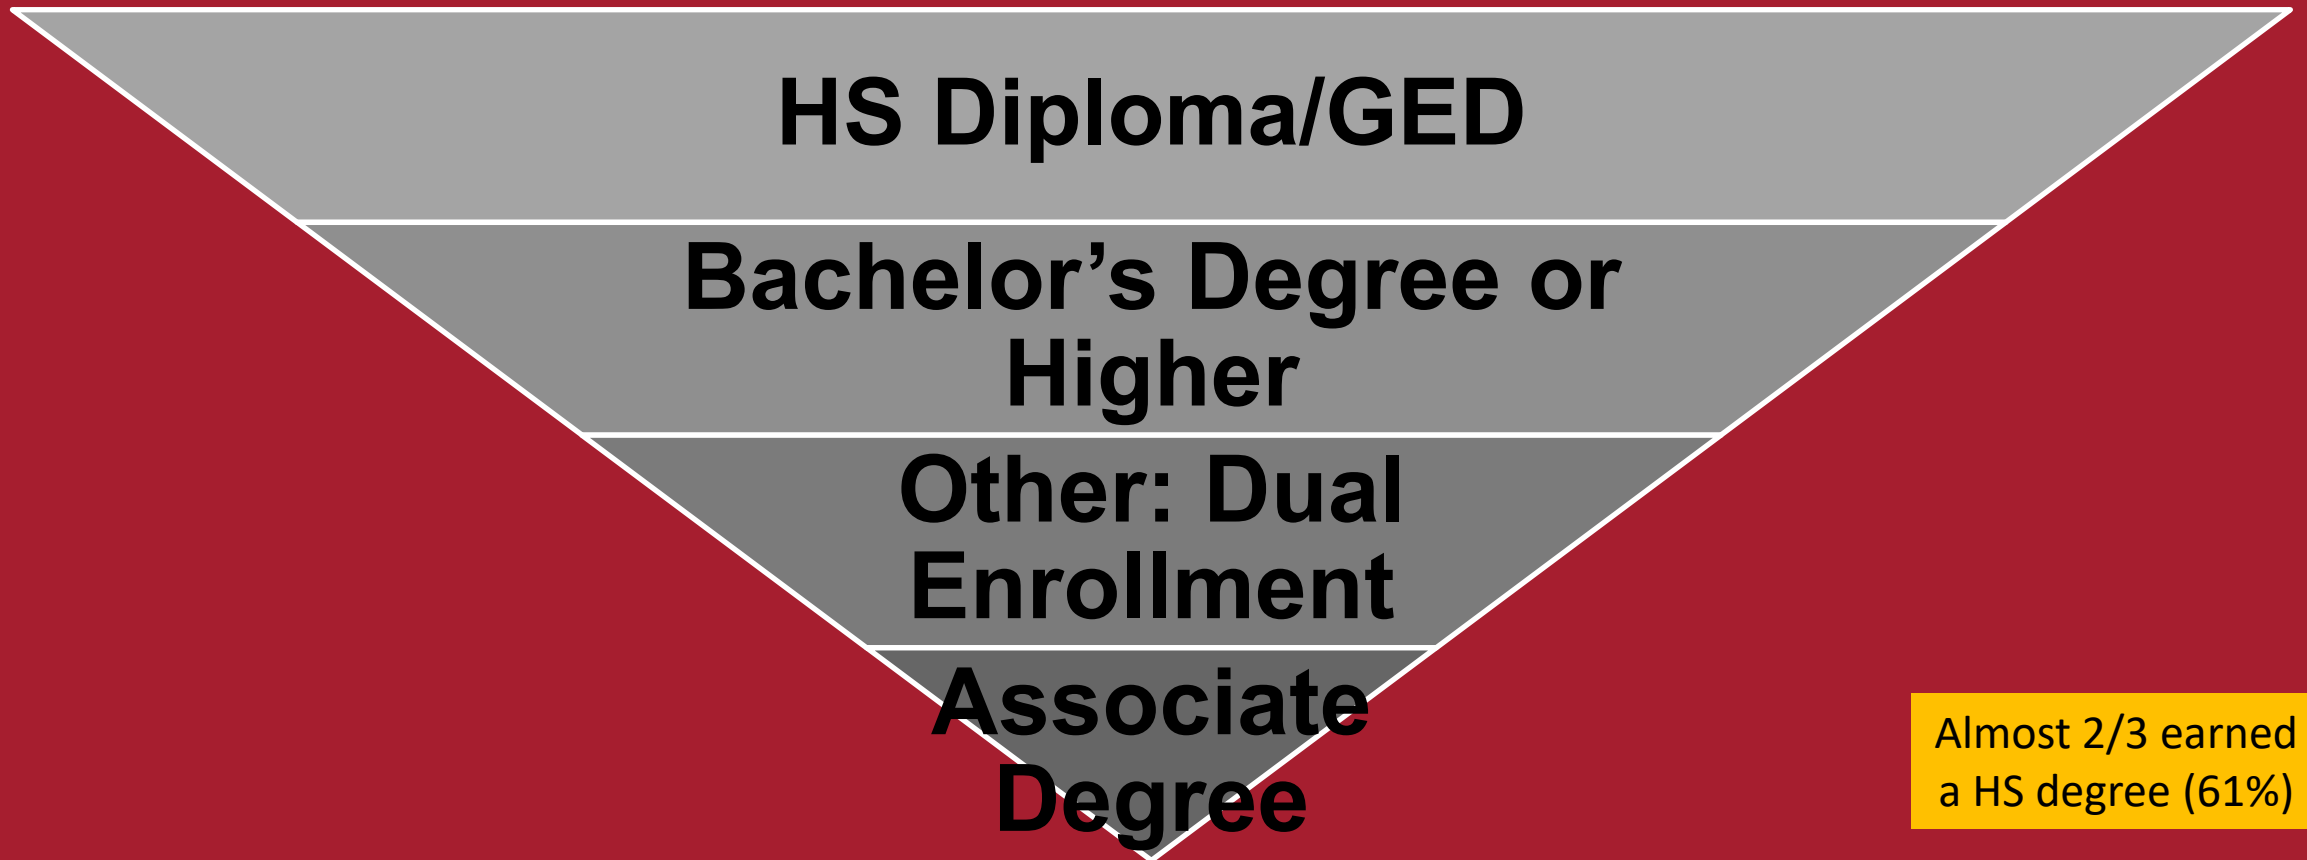 HS Diploma/GED
Bachelor’s Degree or
Higher
Other: Dual
Enrollment
Associate
Degree
Almost 2/3 earned
a HS degree (61%)